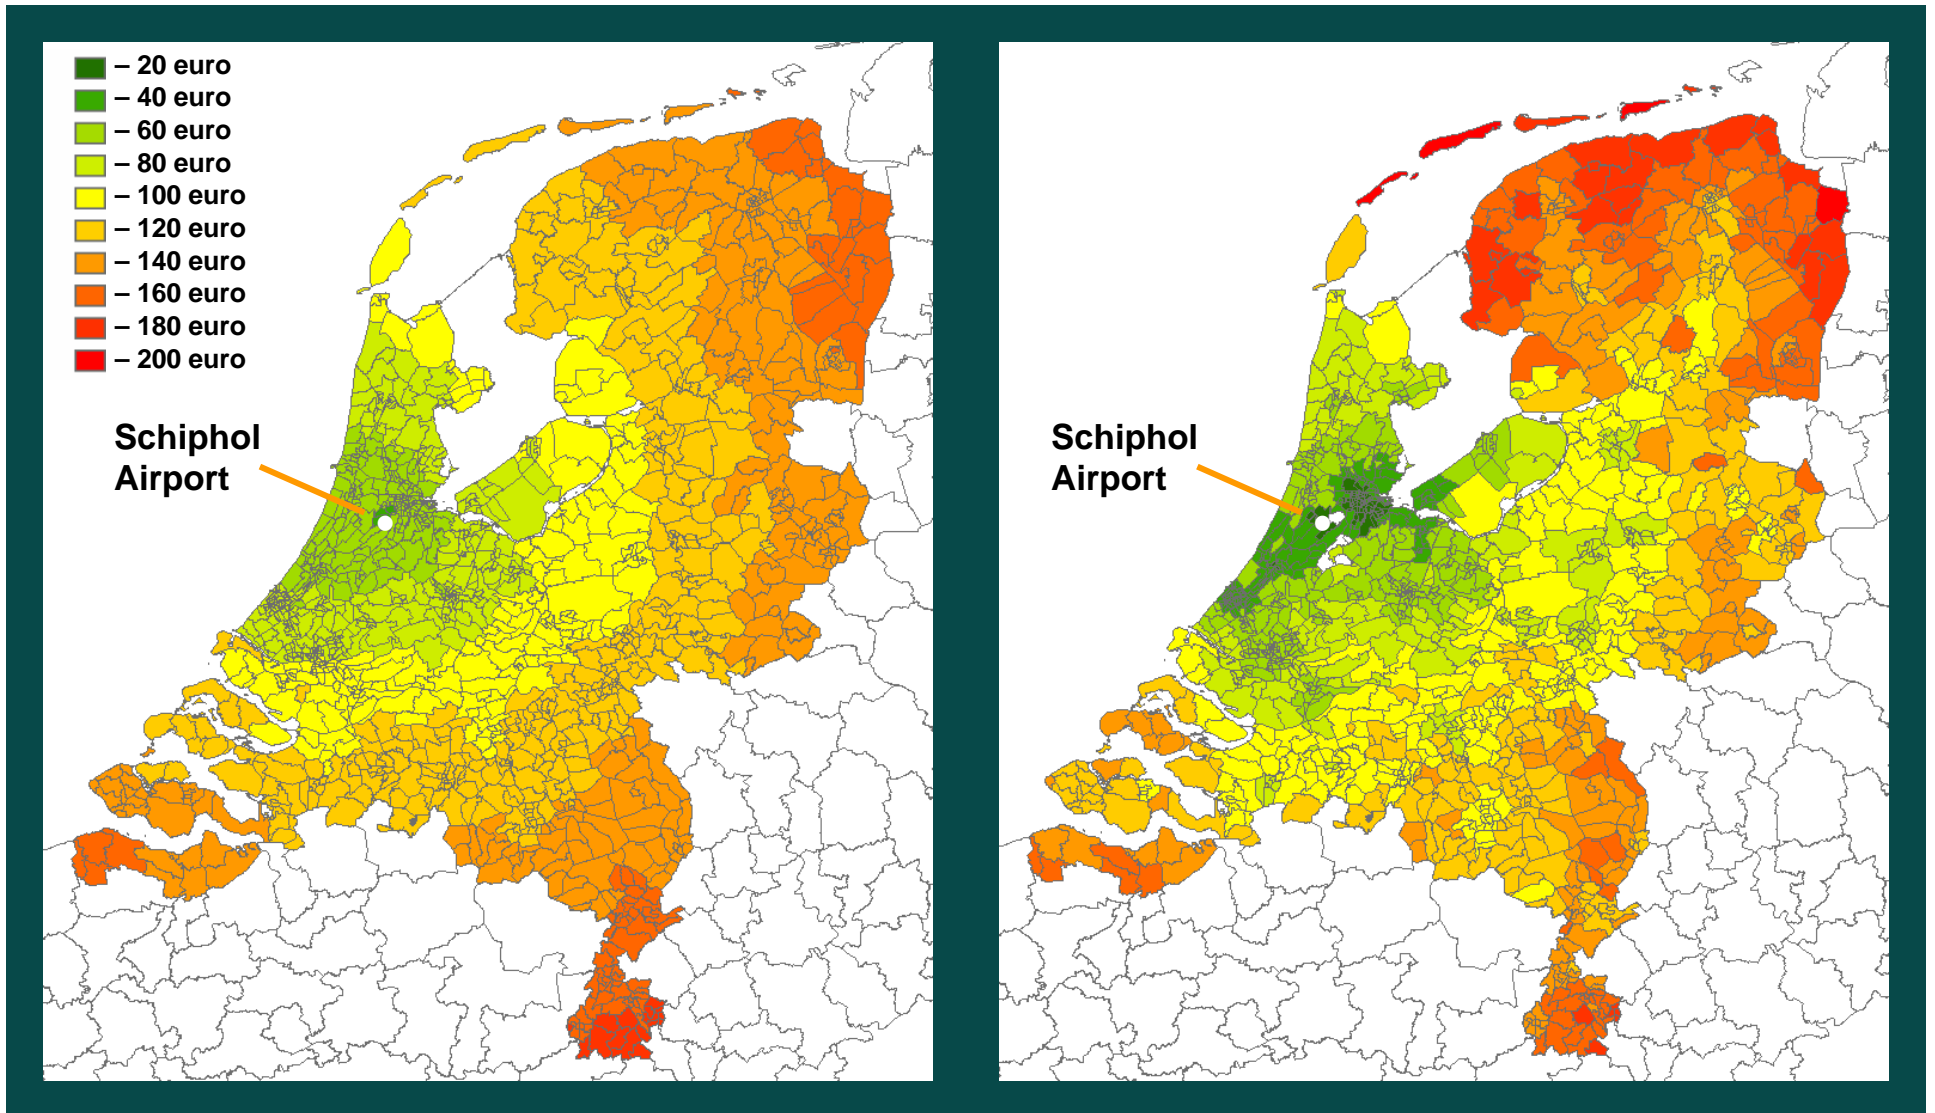 – 20 euro
– 40 euro
– 60 euro
– 80 euro
– 100 euro
– 120 euro
– 140 euro
– 160 euro
– 180 euro
– 200 euro
Schiphol
Airport
Schiphol
Airport